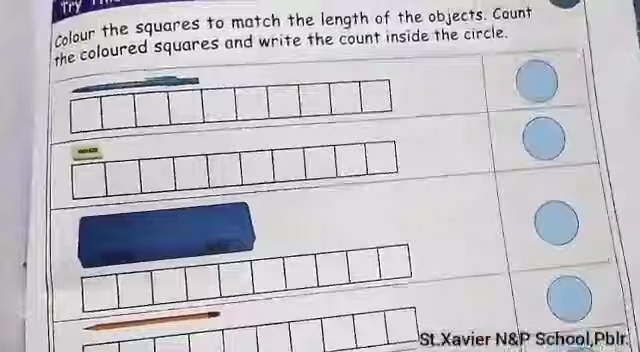 Try
Colour the squares to match the length of the objects. Count
the coloured squares and write the count inside the circle.
St.Xavier N&P School,Pblr.